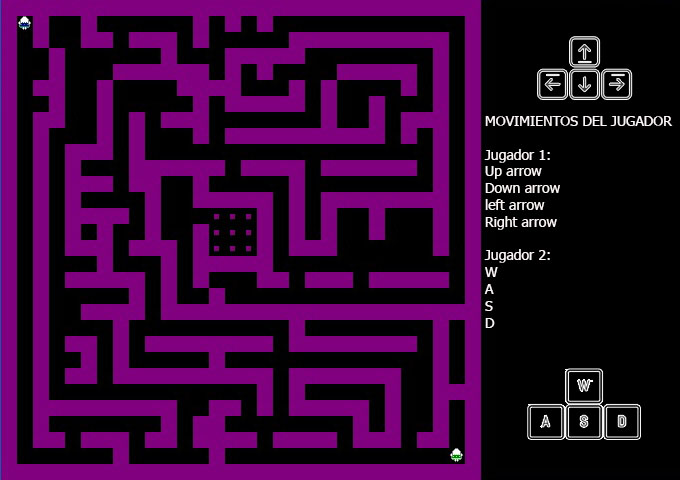 MOVIMIENTOS DEL JUGADOR
Jugador 1:
Up arrow
Down arrow
left arrow
Right arrow
Jugador 2:
W
A
S
D
W
A S D